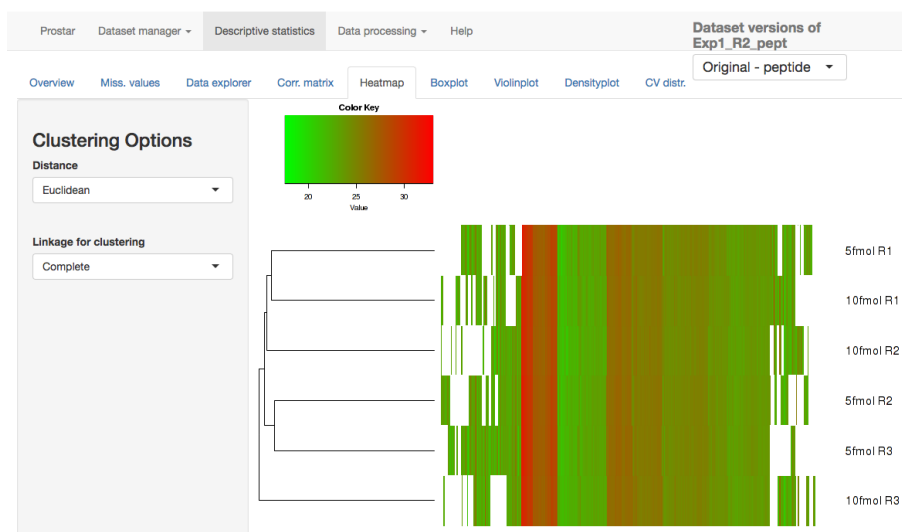 Prostar Dataset manager Descriptive statistics Data processing Help
Dataset versions of
Exp1_R2_pept
Original - peptide
Overview Miss. values Data explorer Corr. matrix Heatmap Boxplot Violinplot Densityplot CV distr.
Clustering Options
Distance
Euclidean
Linkage for clustering
Complete
Color Key
20 25 30
Value
5fmol R1
10fmol R1
10fmol R2
5fmol R2
5fmol R3
10fmol R3